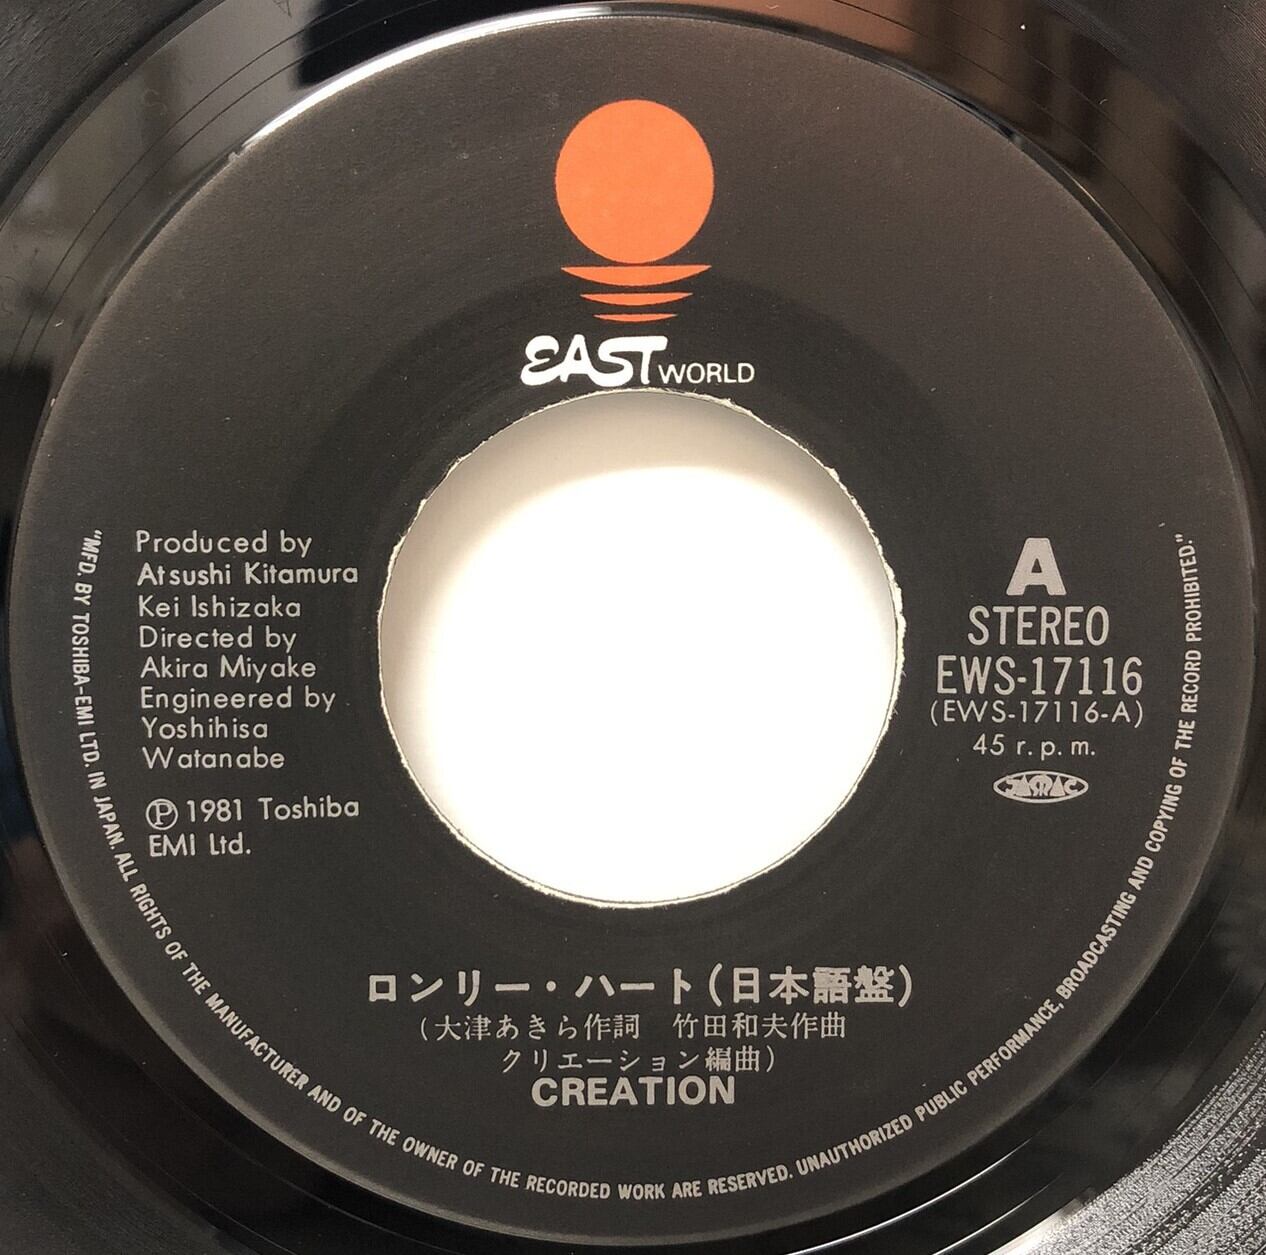 EAST WORLD
Produced by
Atsushi Kitamura
Kei Ishizaka
Directed by
Akira Miyake
Engineered by
Yoshihisa
Watanabe
Ⓟ 1981 Toshiba
EMI Ltd.
A
STEREO
EWS-17116
(EWS-17116-A)
45 r.p.m.
JASRAC
ロンリー・ハート(日本語盤)
(大津あきら作詞 竹田和夫作曲
クリエーション編曲)
CREATION
"MFD. BY TOSHIBA-EMI LTD. IN JAPAN. ALL RIGHTS OF THE MANUFACTURER AND OF THE OWNER OF THE RECORDED WORK ARE RESERVED. UNAUTHORIZED PUBLIC PERFORMANCE, BROADCASTING AND COPYING OF THE RECORD PROHIBITED."